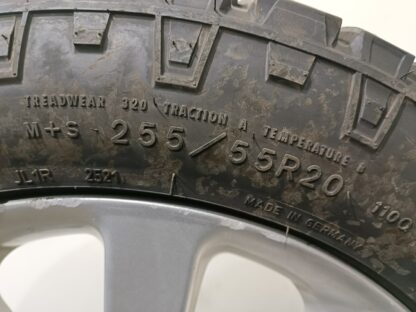 TREADWEAR 320 TRACTION A TEMPERATURE B
M+S 255/55R20 110Q
JL1R 2521
MADE IN GERMANY